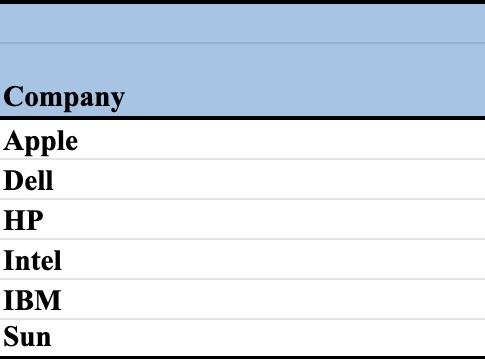 Company
Apple
Dell
HP
Intel
IBM
Sun